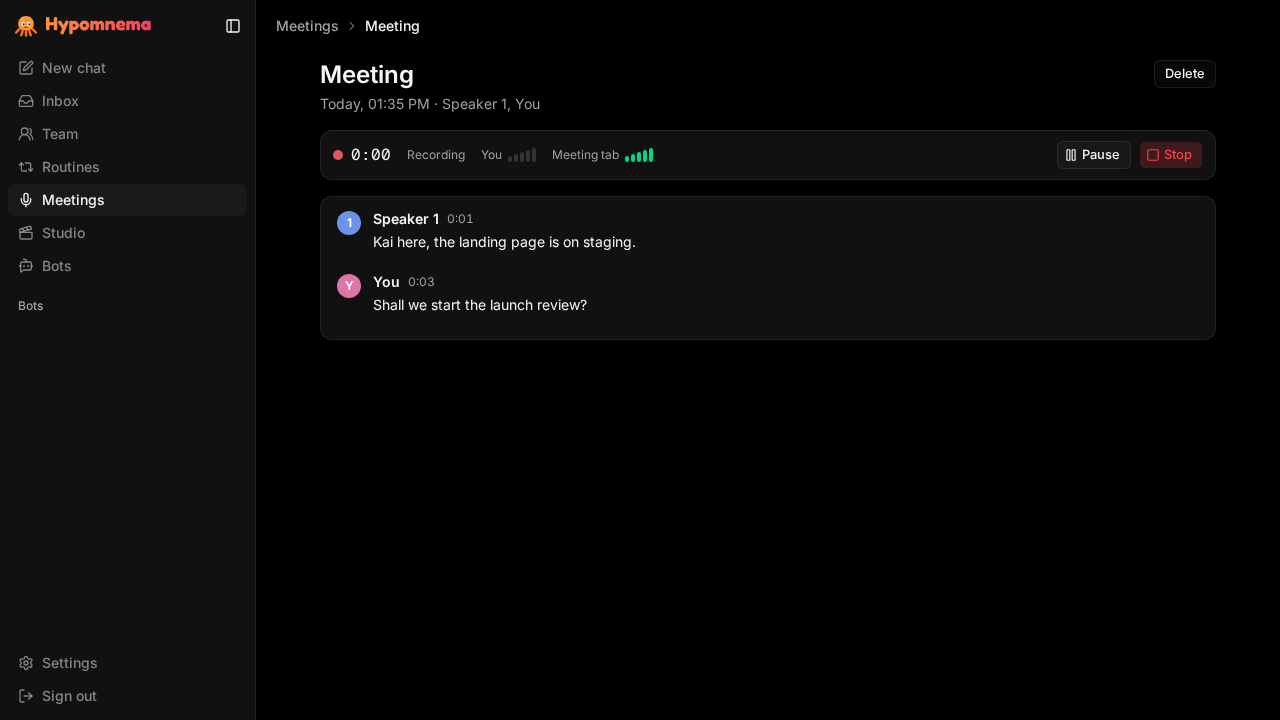 Hypomnema
New chat
Inbox
Team
Routines
Meetings
Studio
Bots
Bots
Settings
Sign out
Meetings > Meeting
Meeting
Delete
Today, 01:35 PM · Speaker 1, You
0:00 Recording You Meeting tab Pause Stop
1 Speaker 1 0:01
Kai here, the landing page is on staging.
Y You 0:03
Shall we start the launch review?